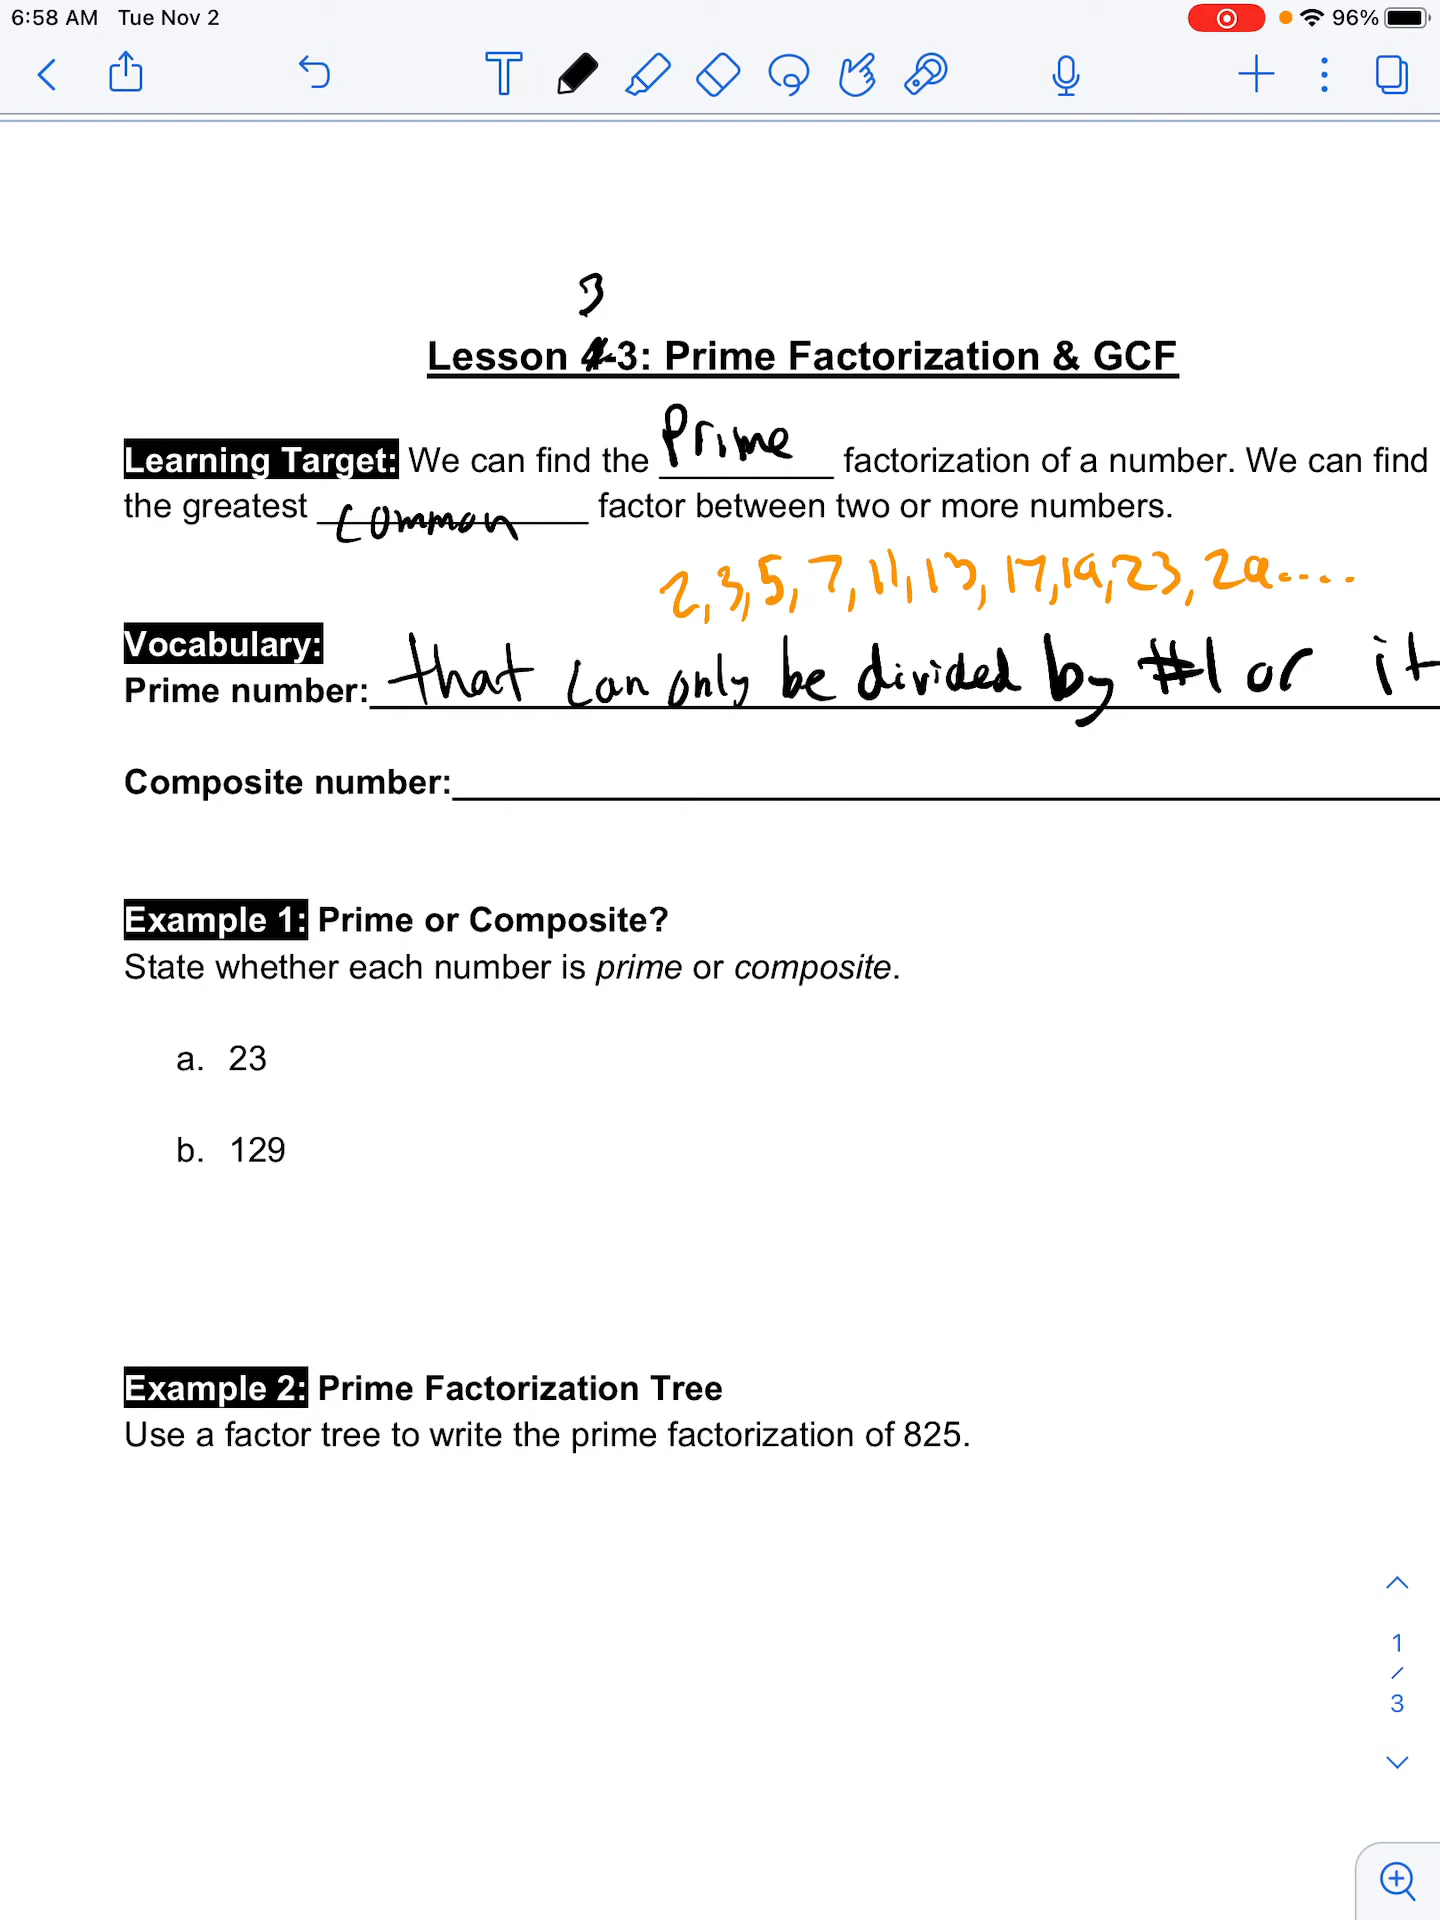 6:58 AM Tue Nov 2 96%
3
Lesson 4-3: Prime Factorization & GCF
Learning Target: We can find the Prime factorization of a number. We can find
the greatest common factor between two or more numbers.
2, 3, 5, 7, 11, 13, 17, 19, 23, 29....
Vocabulary:
Prime number: that can only be divided by #1 or it
Composite number:
Example 1: Prime or Composite?
State whether each number is prime or composite.
a. 23
b. 129
Example 2: Prime Factorization Tree
Use a factor tree to write the prime factorization of 825.
1
/
3